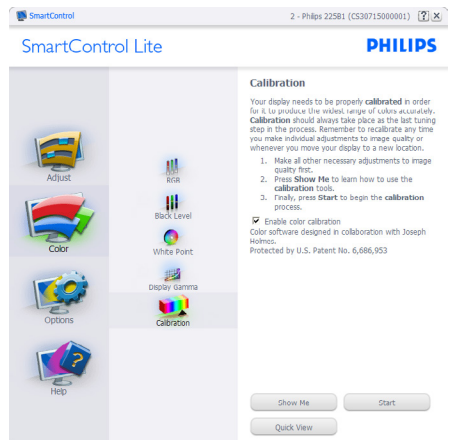 SmartControl
2 - Philips 225B1 (CS30715000001)
?
X
SmartControl Lite
PHILIPS
Adjust
Color
Options
Help
RGB
Black Level
White Point
Display Gamma
Calibration
Calibration
Your display needs to be properly calibrated in order
for it to produce the widest range of colors accurately.
Calibration should always take place as the last tuning
step in the process. Remember to recalibrate any time
you make individual adjustments to image quality or
whenever you move your display to a new location.
1. Make all other necessary adjustments to image
quality first.
2. Press Show Me to learn how to use the
calibration tools.
3. Finally, press Start to begin the calibration
process.
Enable color calibration
Color software designed in collaboration with Joseph
Holmes.
Protected by U.S. Patent No. 6,686,953
Show Me
Start
Quick View